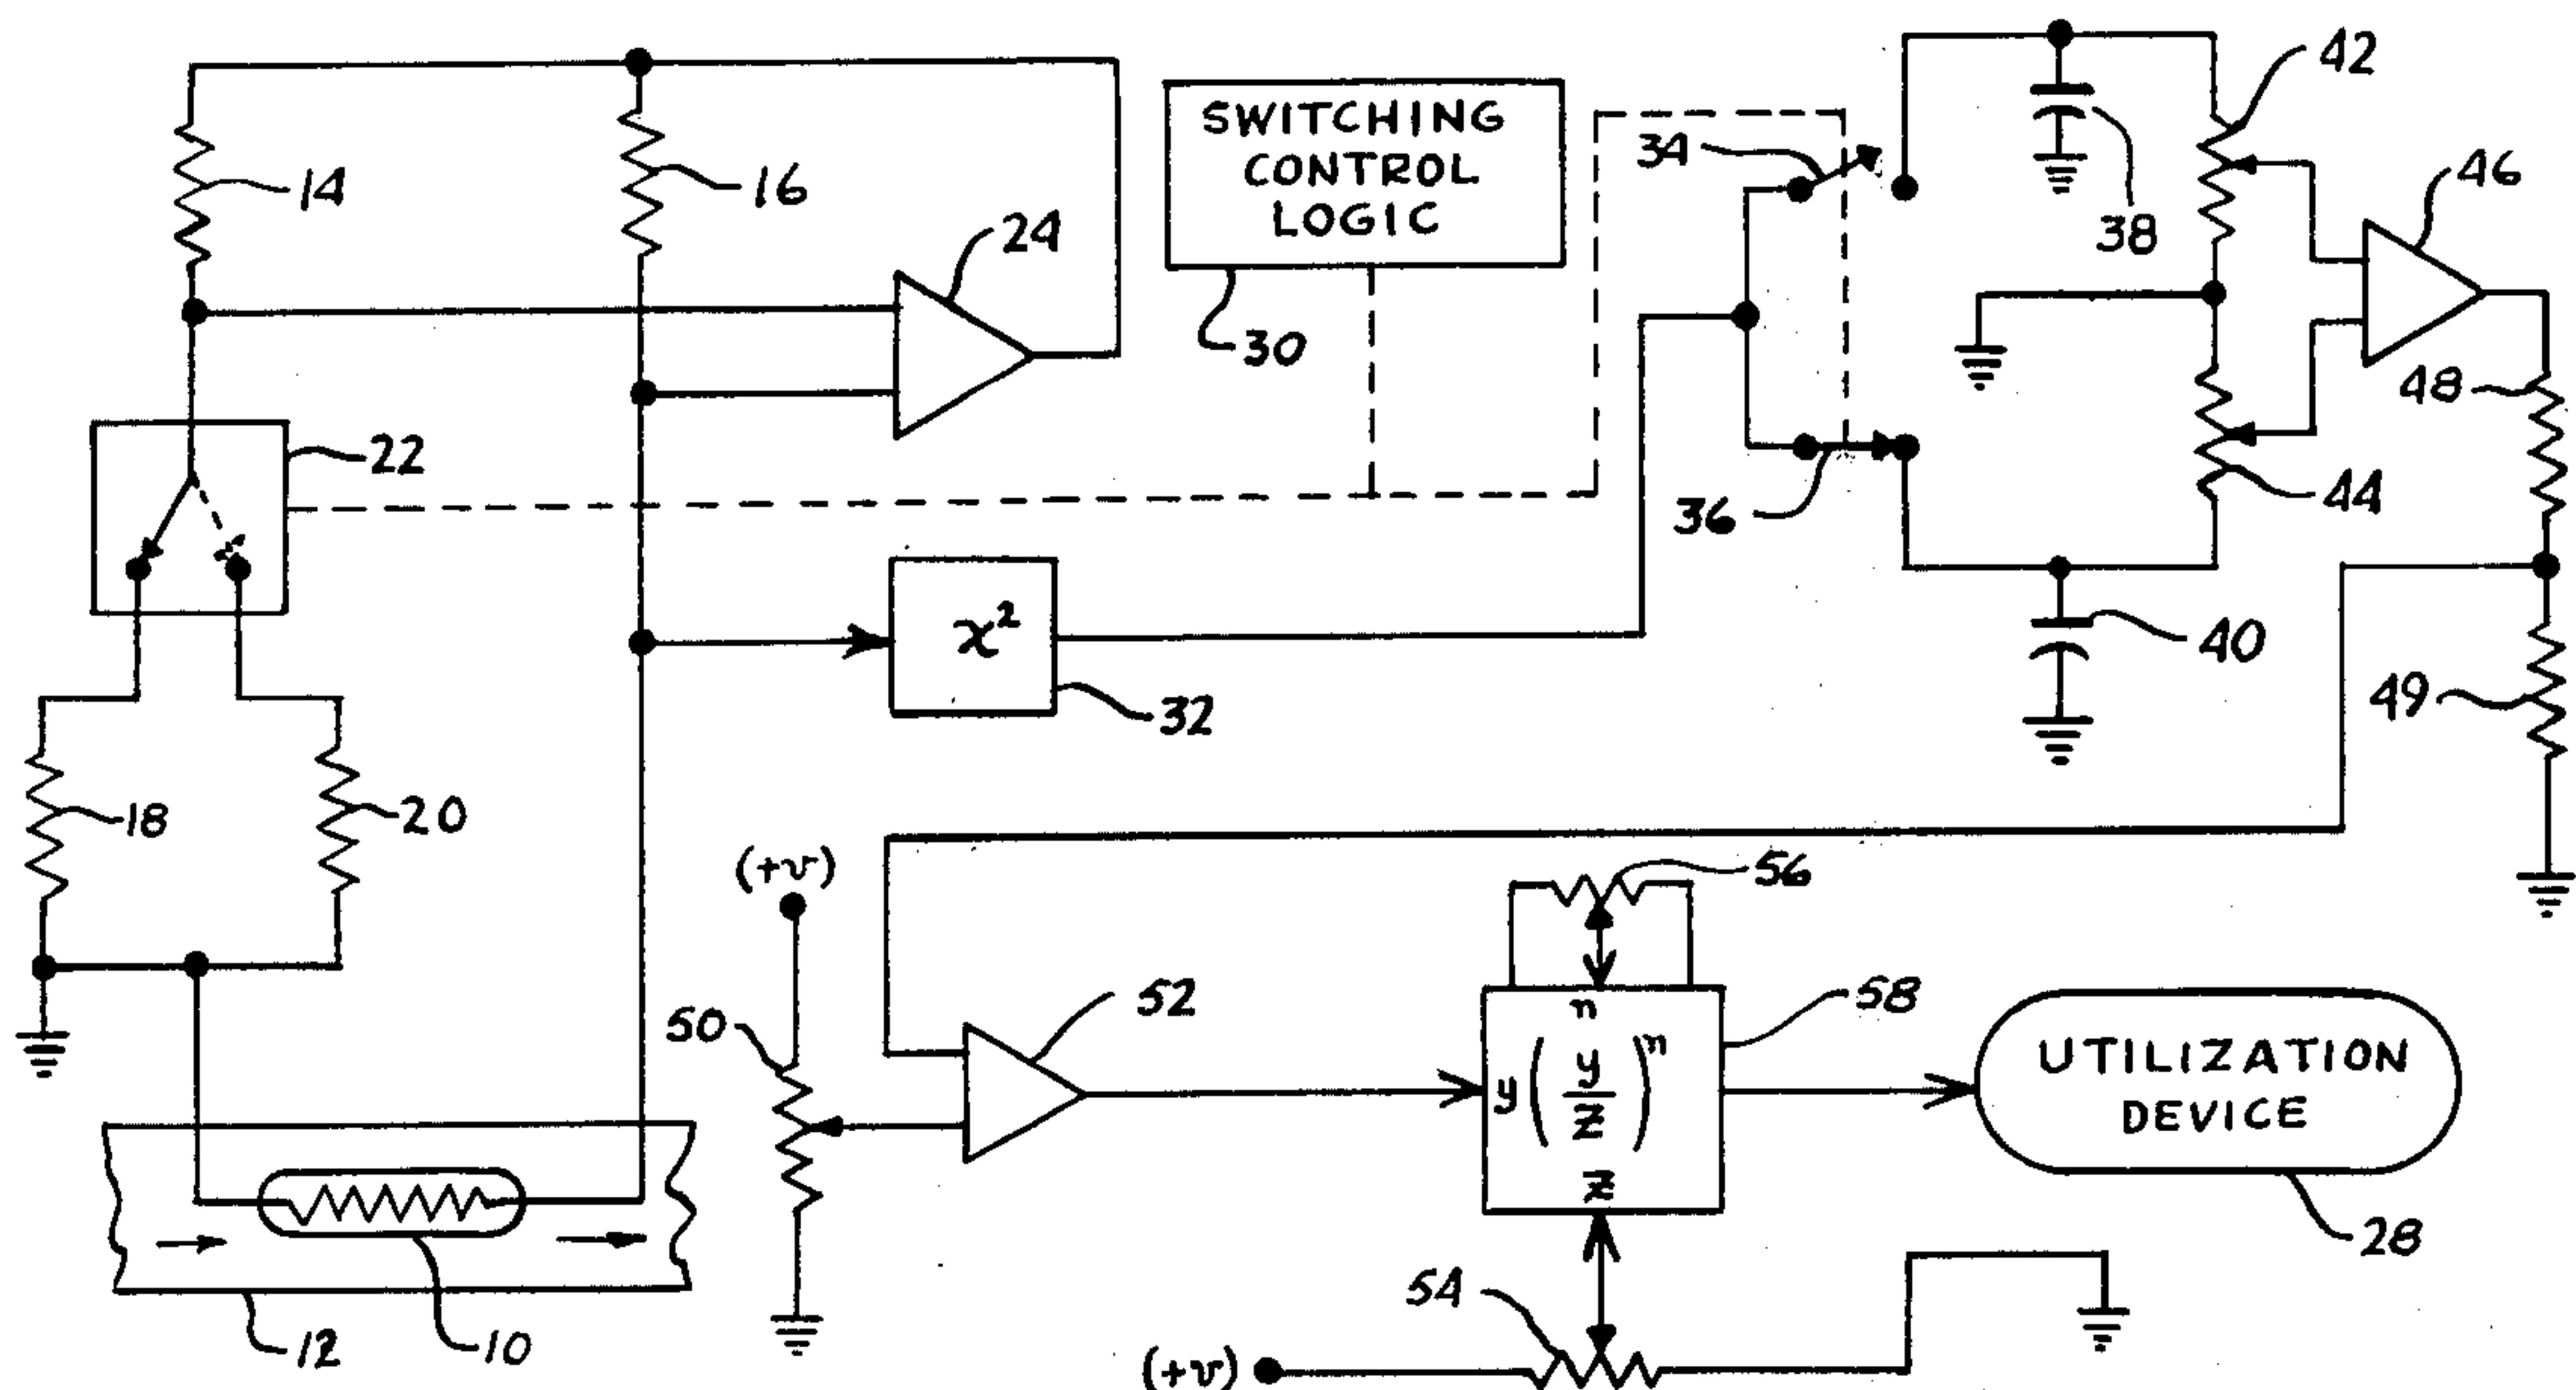 42
SWITCHING
CONTROL
LOGIC
34
46
14
16
38
24
30
48
22
44
36
x²
40
32
49
18
20
(+v)
56
52
58
50
n
y(y/z)ⁿ
z
UTILIZATION
DEVICE
28
54
12
10
(+v)